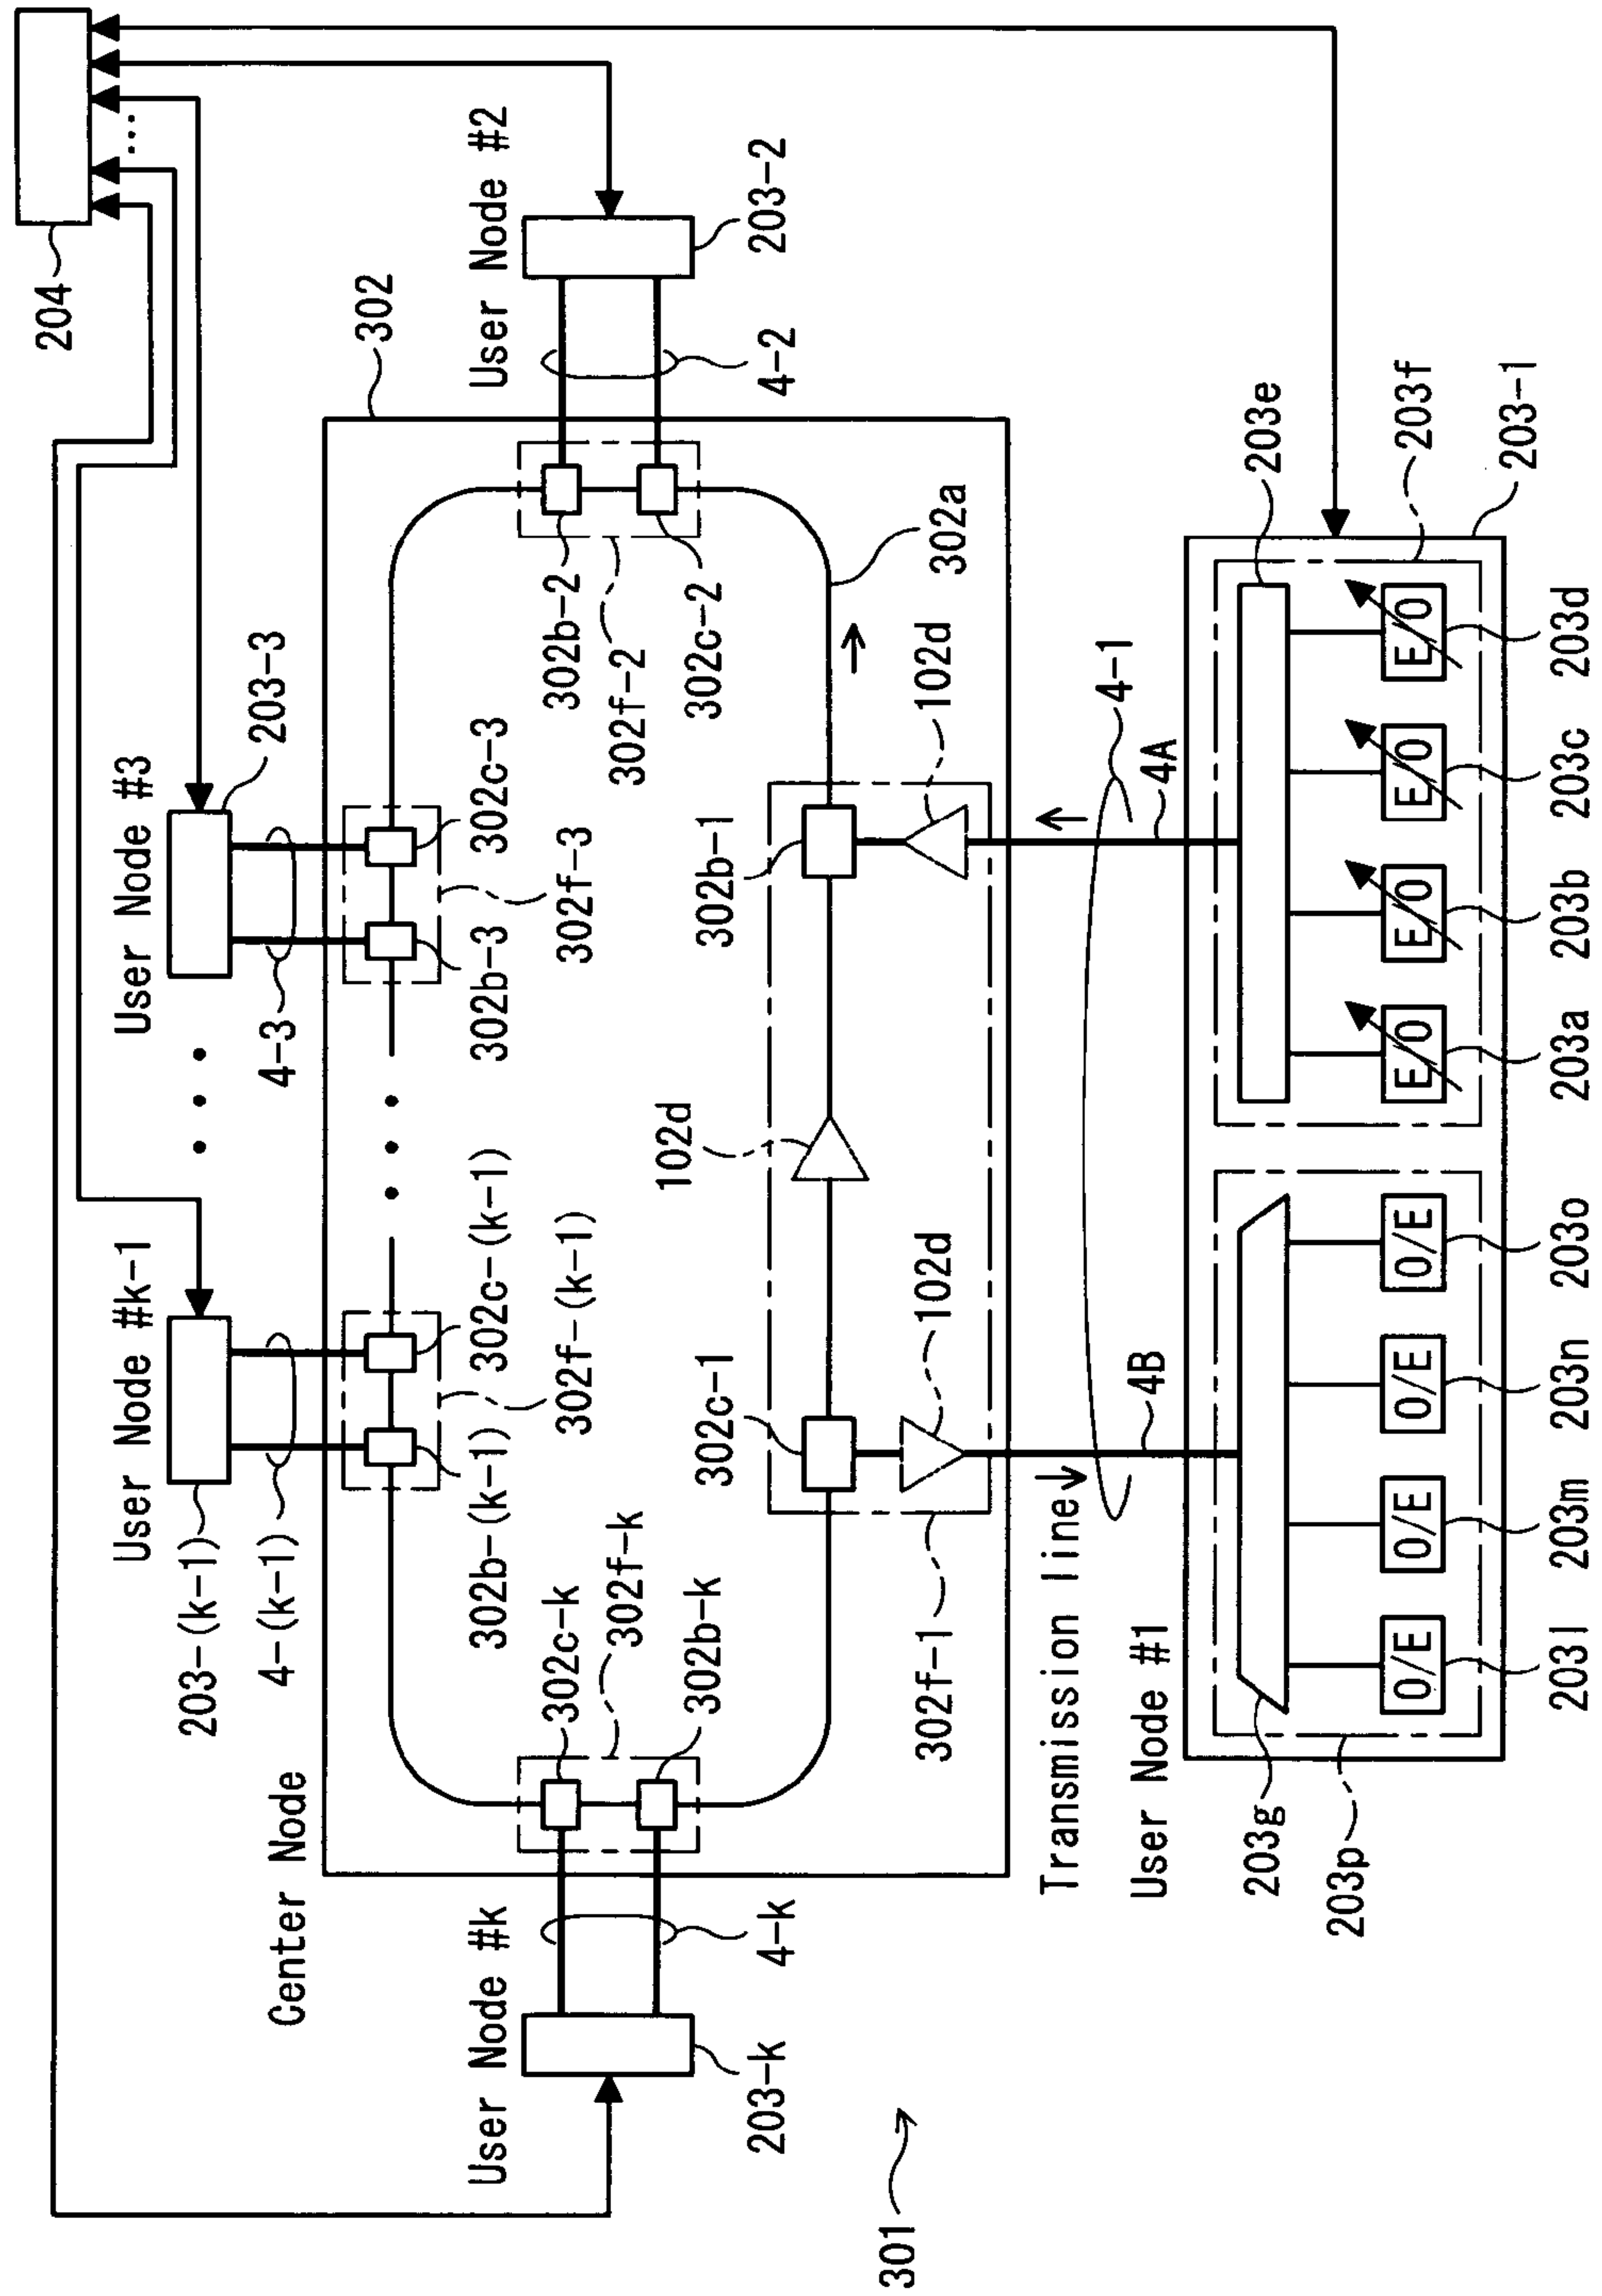 204
User Node #k-1
User Node #3
203-(k-1)
203-3
4-(k-1)
4-3
...
Center Node
302
User Node #k
User Node #2
302b-(k-1)
302c-(k-1)
302b-3
302c-3
302f-(k-1)
302f-3
302c-k
302f-k
302b-k
302b-2
302f-2
302c-2
4-k
4-2
203-k
203-2
102d
302c-1
302b-1
302a
302f-1
102d
102d
301
Transmission line
4-1
4B
4A
User Node #1
203g
203e
203p
203f
O/E
O/E
O/E
O/E
E/O
E/O
E/O
E/O
203-1
203l
203m
203n
203o
203a
203b
203c
203d